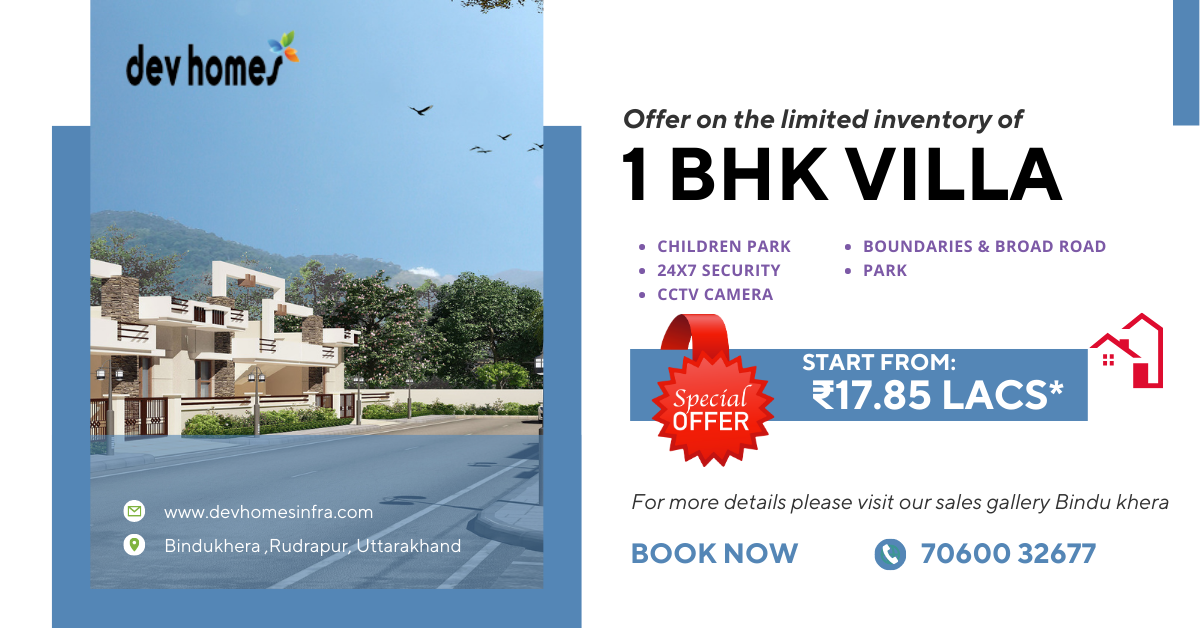 dev homes
Offer on the limited inventory of
1 BHK VILLA
CHILDREN PARK
24X7 SECURITY
CCTV CAMERA
BOUNDARIES & BROAD ROAD
PARK
Special
OFFER
START FROM:
₹17.85 LACS*
www.devhomesinfra.com
Bindukhera ,Rudrapur, Uttarakhand
For more details please visit our sales gallery Bindu khera
BOOK NOW
70600 32677